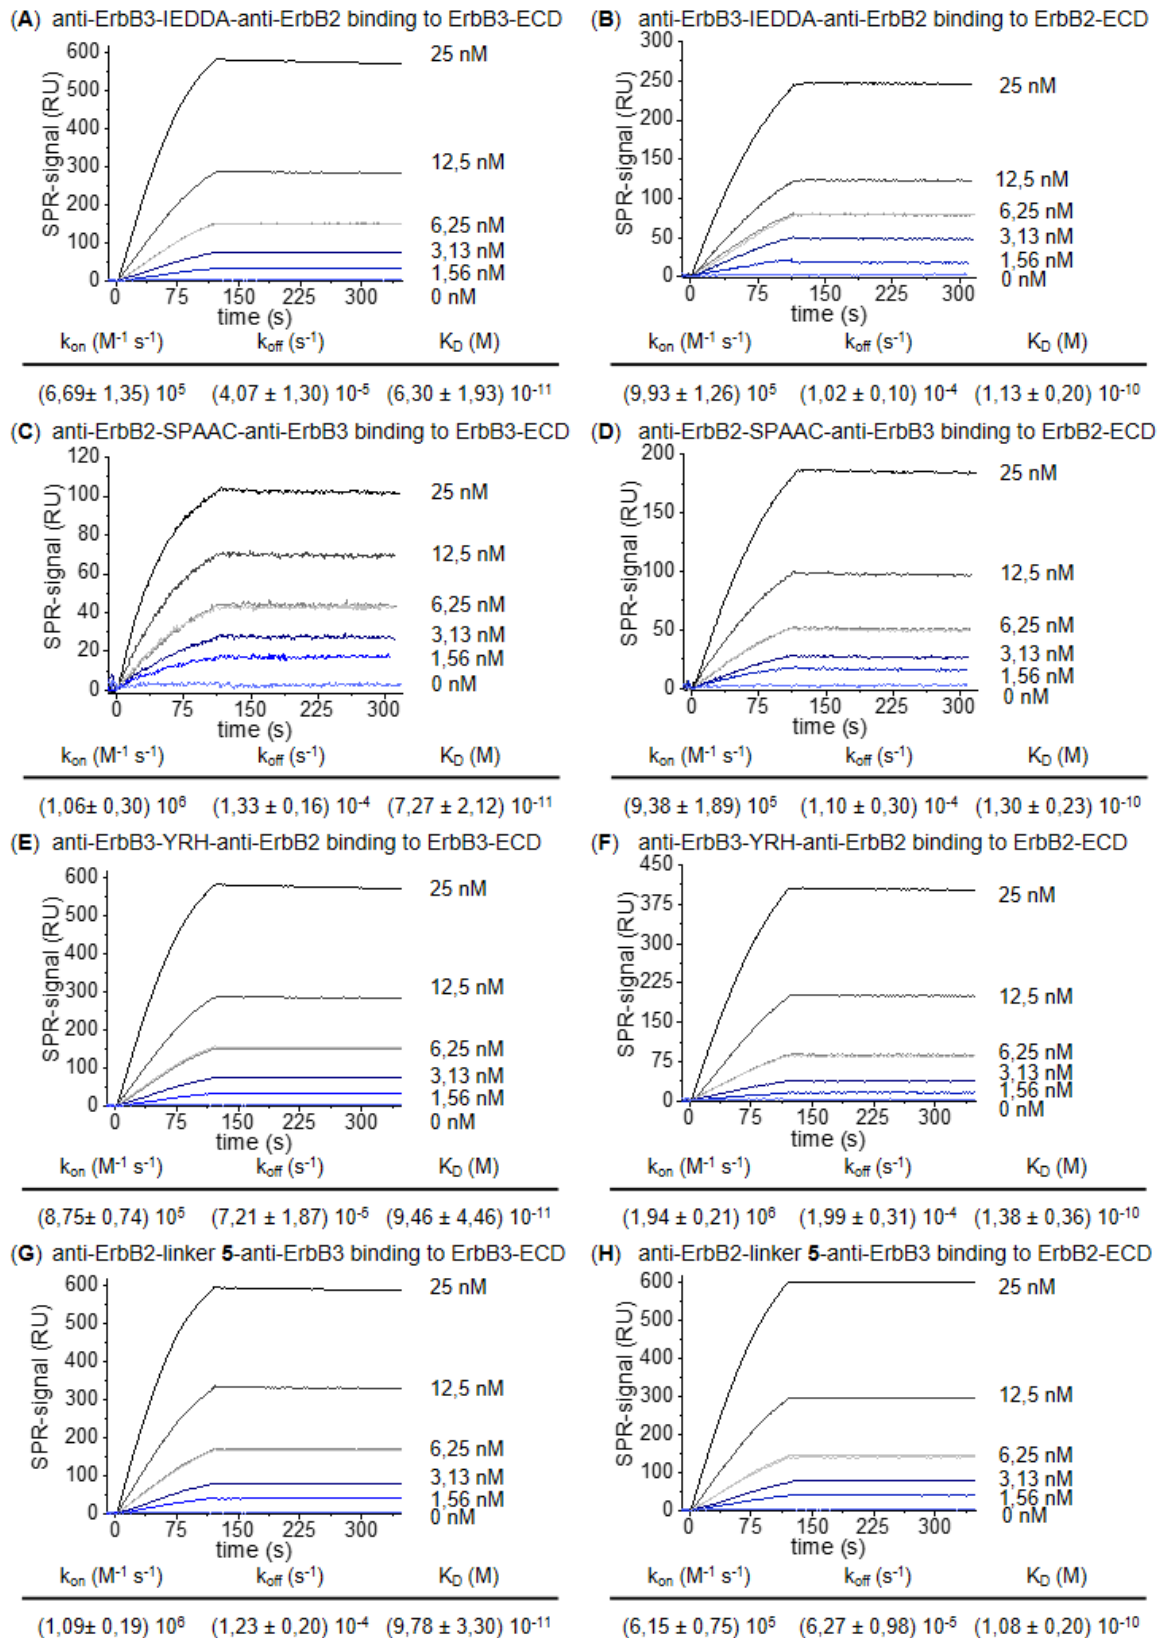 (A) anti-ErbB3-IEDDA-anti-ErbB2 binding to ErbB3-ECD
SPR-signal (RU)
600
500
400
300
200
100
0
25 nM
12,5 nM
6,25 nM
3,13 nM
1,56 nM
0 nM
0 75 150 225 300
time (s)
kon (M-1 s-1) koff (s-1) KD (M)
(6,69± 1,35) 10⁵ (4,07 ± 1,30) 10⁻⁵ (6,30 ± 1,93) 10⁻¹¹
(B) anti-ErbB3-IEDDA-anti-ErbB2 binding to ErbB2-ECD
SPR-signal (RU)
300
250
200
150
100
50
0
25 nM
12,5 nM
6,25 nM
3,13 nM
1,56 nM
0 nM
0 75 150 225 300
time (s)
kon (M-1 s-1) koff (s-1) KD (M)
(9,93 ± 1,26) 10⁵ (1,02 ± 0,10) 10⁻⁴ (1,13 ± 0,20) 10⁻¹⁰
(C) anti-ErbB2-SPAAC-anti-ErbB3 binding to ErbB3-ECD
SPR-signal (RU)
120
100
80
60
40
20
0
25 nM
12,5 nM
6,25 nM
3,13 nM
1,56 nM
0 nM
0 75 150 225 300
time (s)
kon (M-1 s-1) koff (s-1) KD (M)
(1,06± 0,30) 10⁶ (1,33 ± 0,16) 10⁻⁴ (7,27 ± 2,12) 10⁻¹¹
(D) anti-ErbB2-SPAAC-anti-ErbB3 binding to ErbB2-ECD
SPR-signal (RU)
200
150
100
50
0
25 nM
12,5 nM
6,25 nM
3,13 nM
1,56 nM
0 nM
0 75 150 225 300
time (s)
kon (M-1 s-1) koff (s-1) KD (M)
(9,38 ± 1,89) 10⁵ (1,10 ± 0,30) 10⁻⁴ (1,30 ± 0,23) 10⁻¹⁰
(E) anti-ErbB3-YRH-anti-ErbB2 binding to ErbB3-ECD
SPR-signal (RU)
600
500
400
300
200
100
0
25 nM
12,5 nM
6,25 nM
3,13 nM
1,56 nM
0 nM
0 75 150 225 300
time (s)
kon (M-1 s-1) koff (s-1) KD (M)
(8,75± 0,74) 10⁵ (7,21 ± 1,87) 10⁻⁵ (9,46 ± 4,46) 10⁻¹¹
(F) anti-ErbB3-YRH-anti-ErbB2 binding to ErbB2-ECD
SPR-signal (RU)
450
375
300
225
150
75
0
25 nM
12,5 nM
6,25 nM
3,13 nM
1,56 nM
0 nM
0 75 150 225 300
time (s)
kon (M-1 s-1) koff (s-1) KD (M)
(1,94 ± 0,21) 10⁶ (1,99 ± 0,31) 10⁻⁴ (1,38 ± 0,36) 10⁻¹⁰
(G) anti-ErbB2-linker 5-anti-ErbB3 binding to ErbB3-ECD
SPR-signal (RU)
600
500
400
300
200
100
0
25 nM
12,5 nM
6,25 nM
3,13 nM
1,56 nM
0 nM
0 75 150 225 300
time (s)
kon (M-1 s-1) koff (s-1) KD (M)
(1,09± 0,19) 10⁶ (1,23 ± 0,20) 10⁻⁴ (9,78 ± 3,30) 10⁻¹¹
(H) anti-ErbB2-linker 5-anti-ErbB3 binding to ErbB2-ECD
SPR-signal (RU)
600
500
400
300
200
100
0
25 nM
12,5 nM
6,25 nM
3,13 nM
1,56 nM
0 nM
0 75 150 225 300
time (s)
kon (M-1 s-1) koff (s-1) KD (M)
(6,15 ± 0,75) 10⁵ (6,27 ± 0,98) 10⁻⁵ (1,08 ± 0,20) 10⁻¹⁰